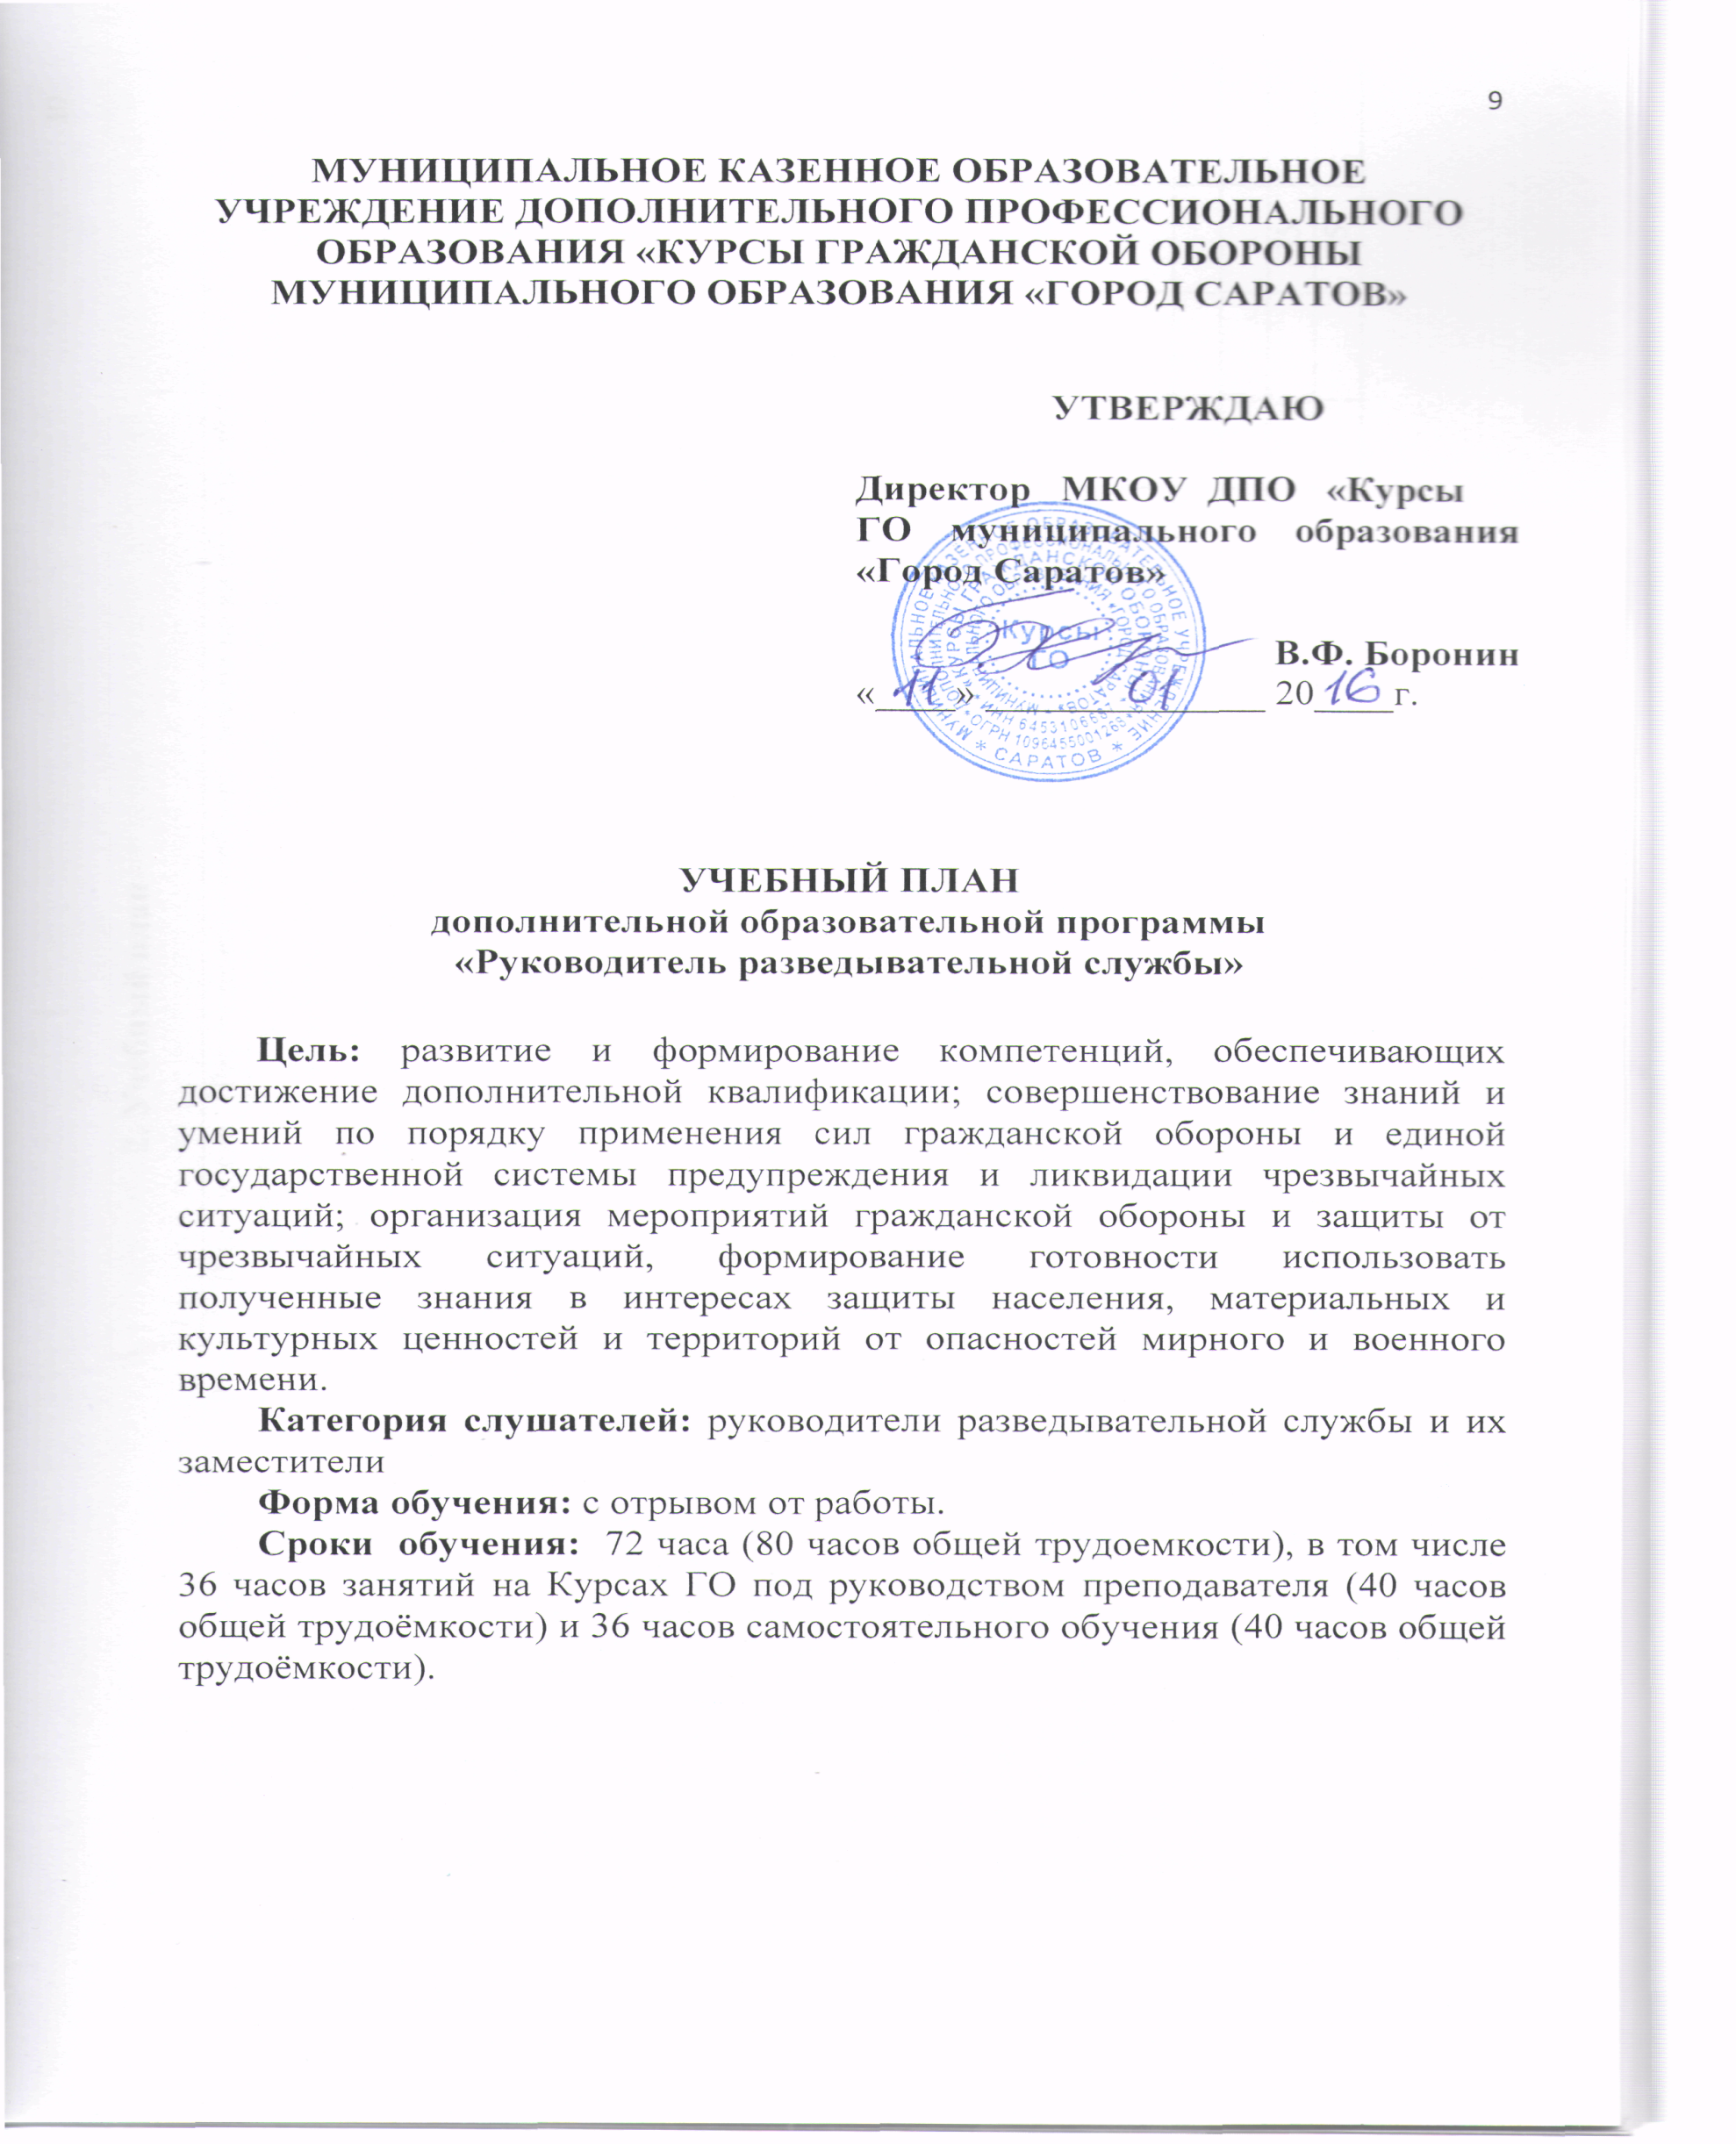 9
МУНИЦИПАЛЬНОЕ КАЗЕННОЕ ОБРАЗОВАТЕЛЬНОЕ
УЧРЕЖДЕНИЕ ДОПОЛНИТЕЛЬНОГО ПРОФЕССИОНАЛЬНОГО
ОБРАЗОВАНИЯ «КУРСЫ ГРАЖДАНСКОЙ ОБОРОНЫ
МУНИЦИПАЛЬНОГО ОБРАЗОВАНИЯ «ГОРОД САРАТОВ»
УТВЕРЖДАЮ
Директор МКОУ ДПО «Курсы
ГО муниципального образования
«Город Саратов»
Курсы
ГО
В.Ф. Боронин
« 11 » 01 2016 г.
ОГРН 1096455001268
САРАТОВ
УЧЕБНЫЙ ПЛАН
дополнительной образовательной программы
«Руководитель разведывательной службы»
Цель: развитие и формирование компетенций, обеспечивающих
достижение дополнительной квалификации; совершенствование знаний и
умений по порядку применения сил гражданской обороны и единой
государственной системы предупреждения и ликвидации чрезвычайных
ситуаций; организация мероприятий гражданской обороны и защиты от
чрезвычайных ситуаций, формирование готовности использовать
полученные знания в интересах защиты населения, материальных и
культурных ценностей и территорий от опасностей мирного и военного
времени.
Категория слушателей: руководители разведывательной службы и их
заместители
Форма обучения: с отрывом от работы.
Сроки обучения: 72 часа (80 часов общей трудоемкости), в том числе
36 часов занятий на Курсах ГО под руководством преподавателя (40 часов
общей трудоёмкости) и 36 часов самостоятельного обучения (40 часов общей
трудоёмкости).